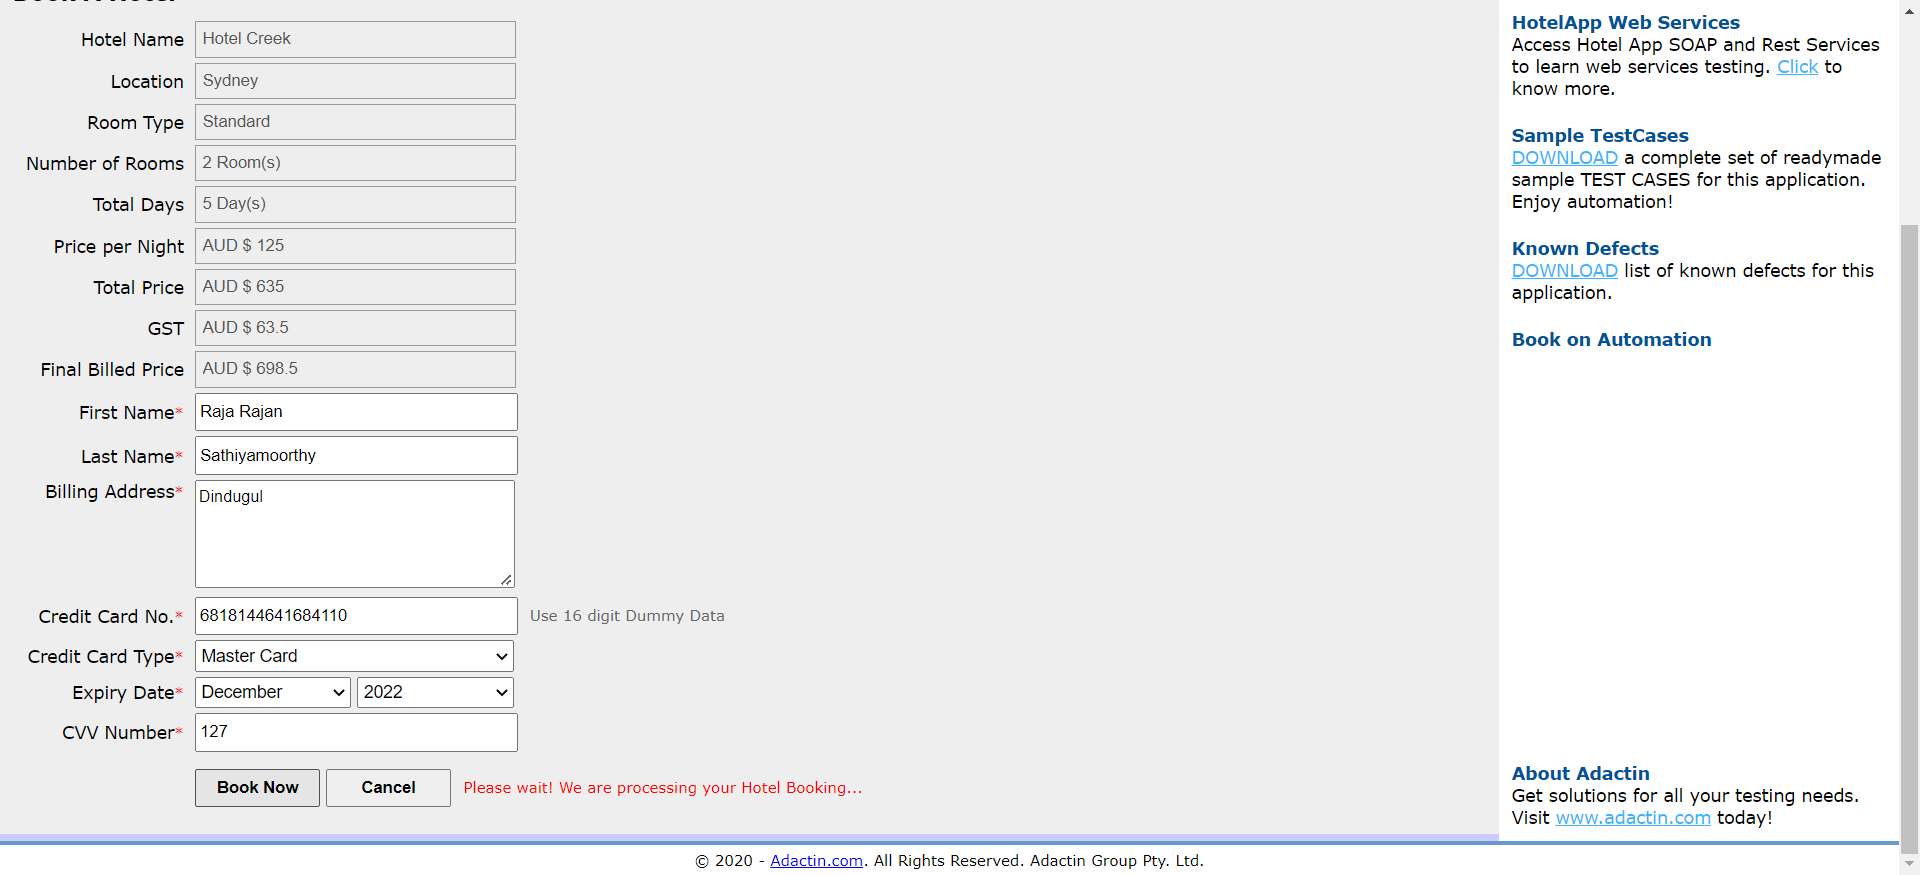 Hotel Name Hotel Creek
Location Sydney
Room Type Standard
Number of Rooms 2 Room(s)
Total Days 5 Day(s)
Price per Night AUD $ 125
Total Price AUD $ 635
GST AUD $ 63.5
Final Billed Price AUD $ 698.5
First Name* Raja Rajan
Last Name* Sathiyamoorthy
Billing Address* Dindugul
Credit Card No.* 6818144641684110 Use 16 digit Dummy Data
Credit Card Type* Master Card
Expiry Date* December 2022
CVV Number* 127
Book Now Cancel Please wait! We are processing your Hotel Booking...
HotelApp Web Services
Access Hotel App SOAP and Rest Services
to learn web services testing. Click to
know more.
Sample TestCases
DOWNLOAD a complete set of readymade
sample TEST CASES for this application.
Enjoy automation!
Known Defects
DOWNLOAD list of known defects for this
application.
Book on Automation
About Adactin
Get solutions for all your testing needs.
Visit www.adactin.com today!
© 2020 - Adactin.com. All Rights Reserved. Adactin Group Pty. Ltd.